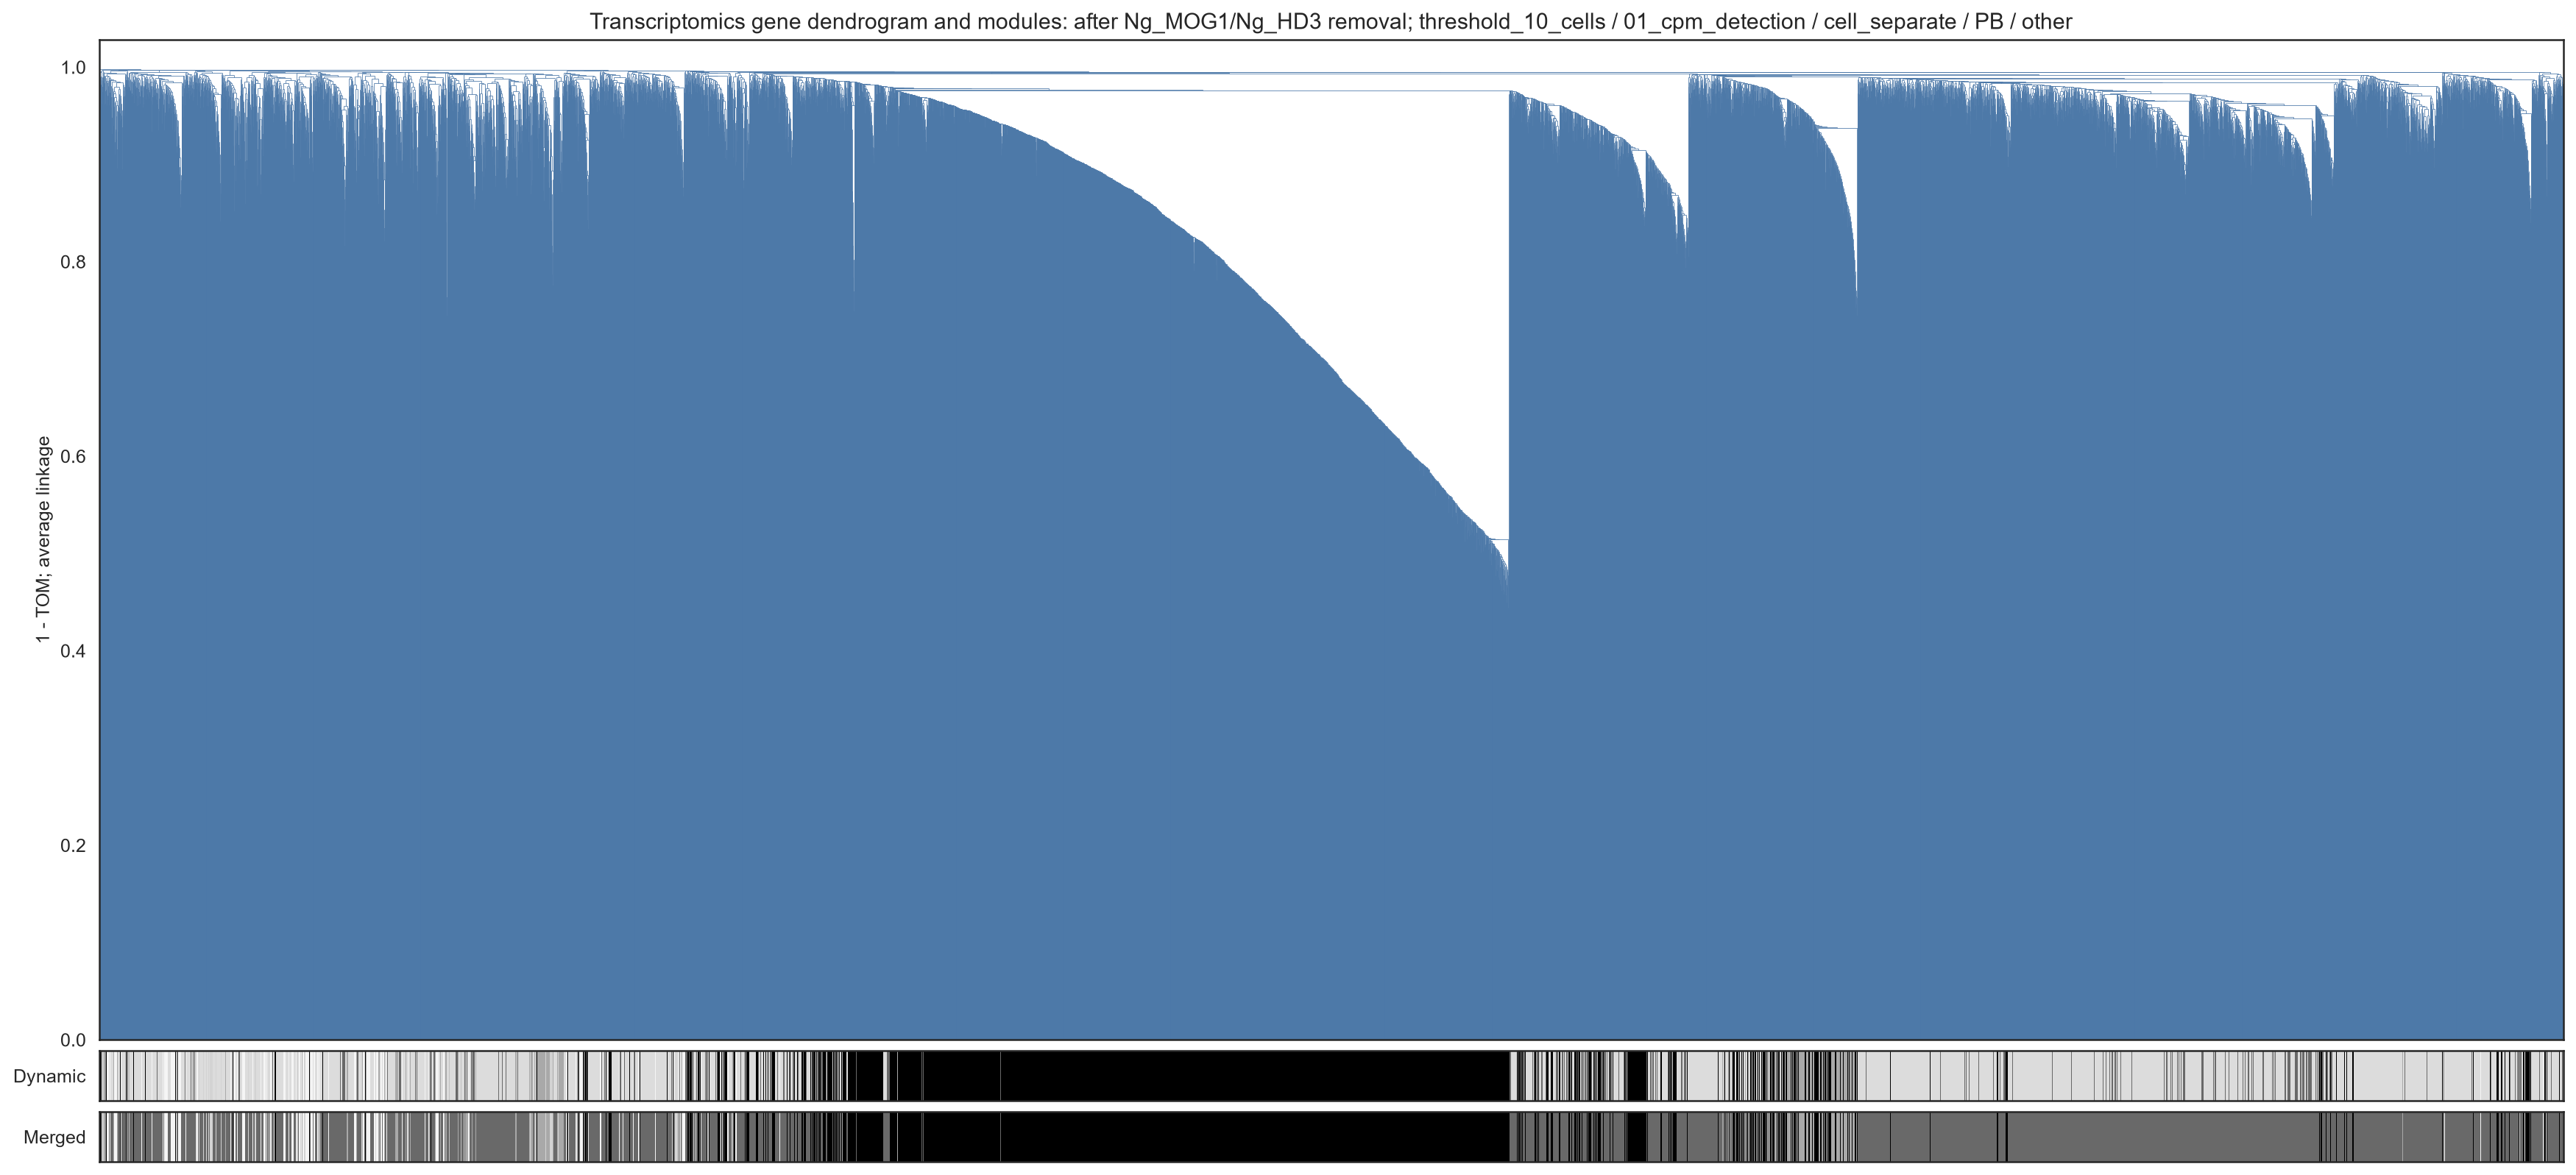 Transcriptomics gene dendrogram and modules: after Ng_MOG1/Ng_HD3 removal; threshold_10_cells / 01_cpm_detection / cell_separate / PB / other
1.0
0.8
0.6
0.4
0.2
0.0
1 - TOM; average linkage
Dynamic
Merged